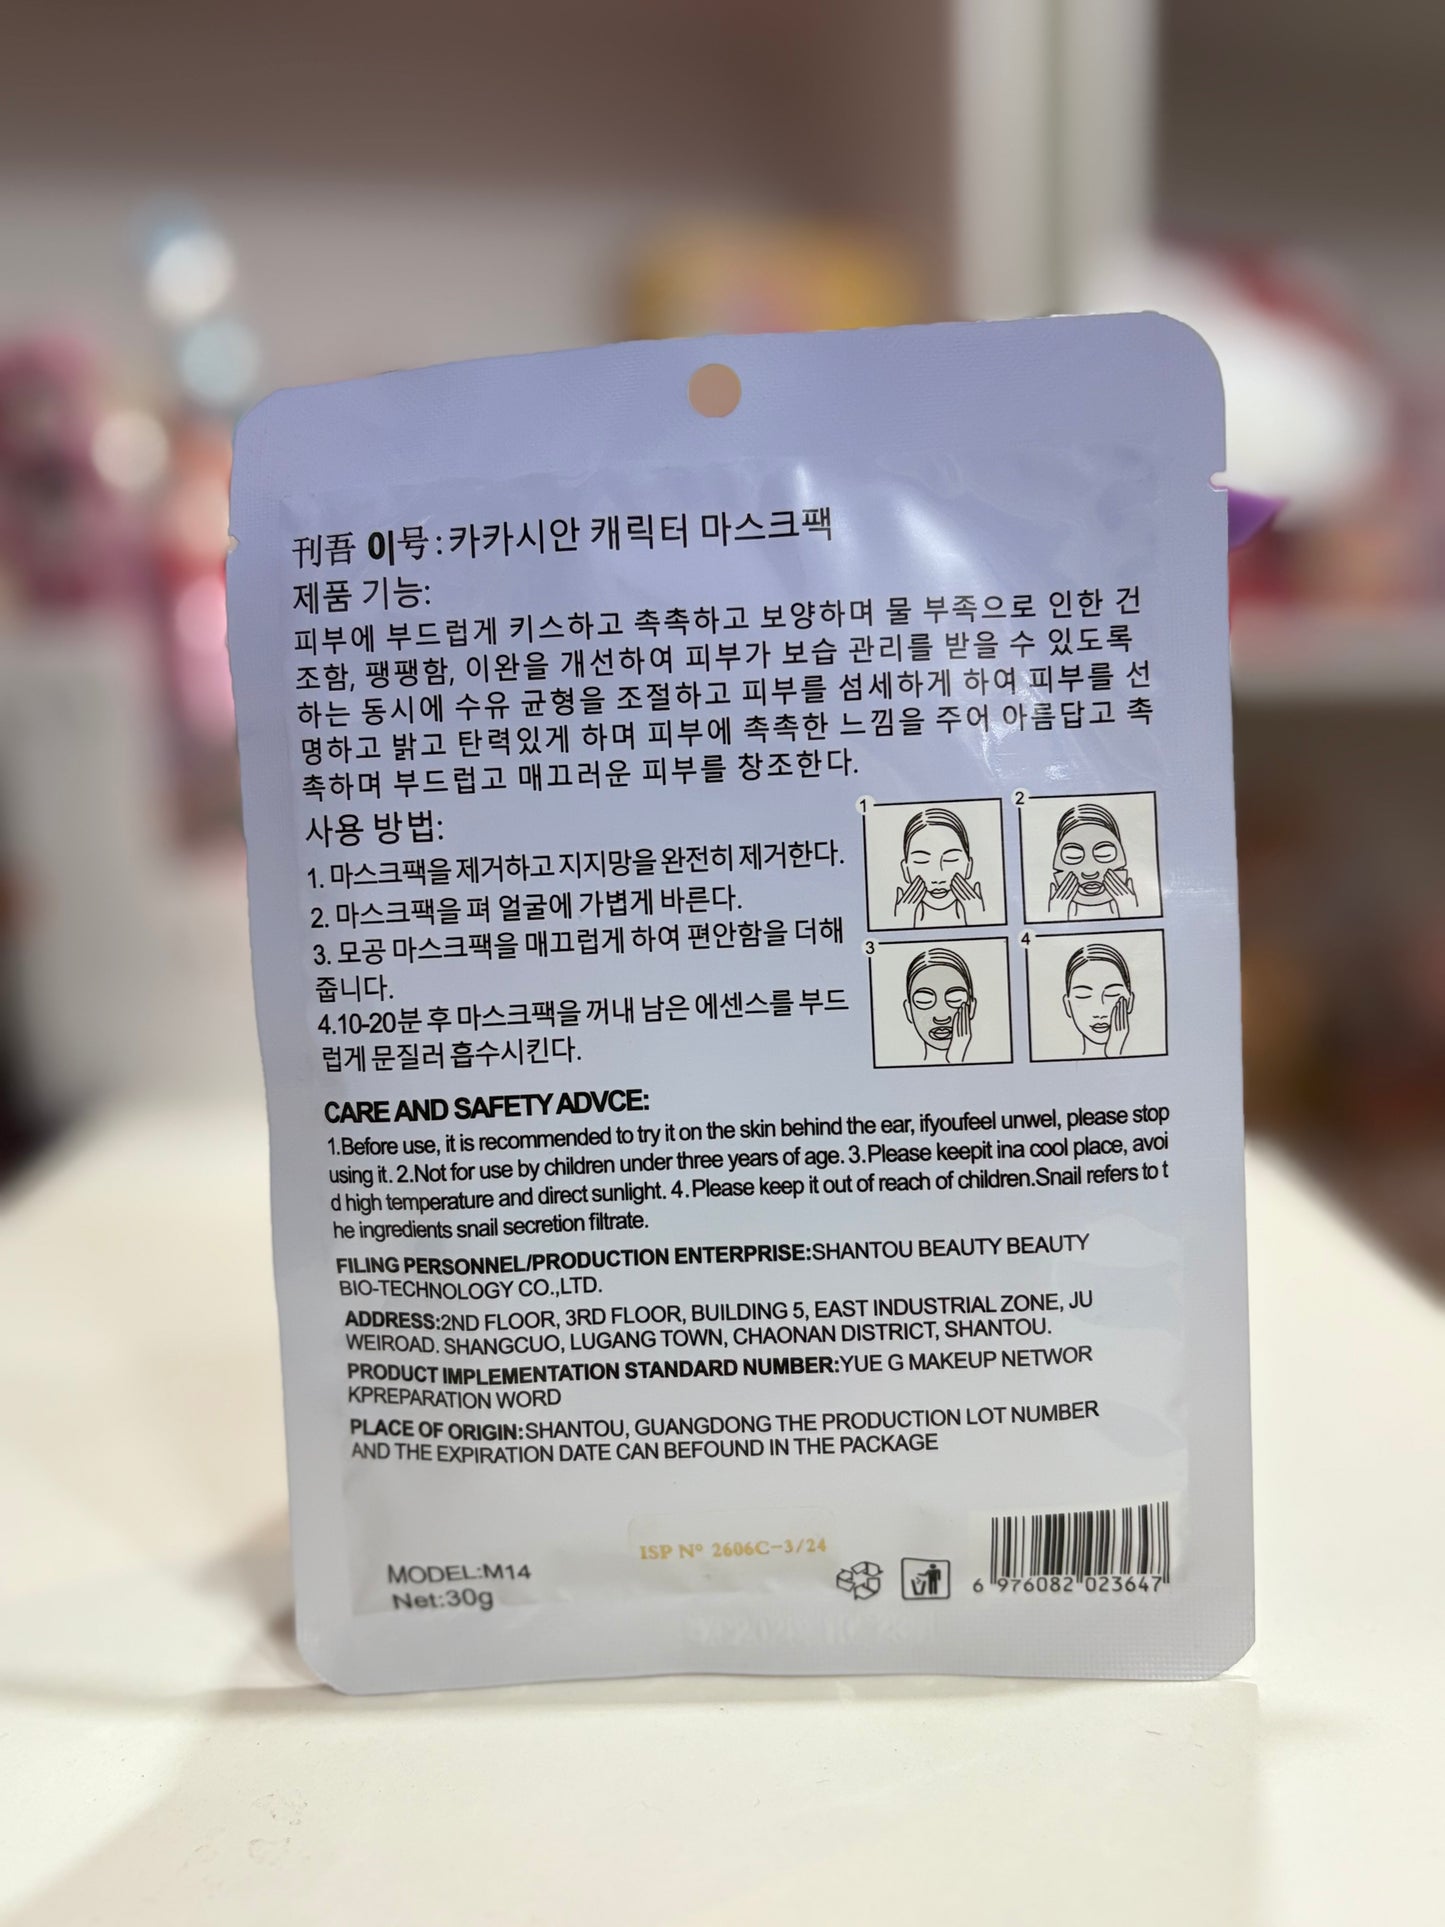 刊吾 이号:카카시안 캐릭터 마스크팩
제품 기능:
피부에 부드럽게 키스하고 촉촉하고 보양하며 물 부족으로 인한 건
조함, 팽팽함, 이완을 개선하여 피부가 보습 관리를 받을 수 있도록
하는 동시에 수유 균형을 조절하고 피부를 섬세하게 하여 피부를 선
명하고 밝고 탄력있게 하며 피부에 촉촉한 느낌을 주어 아름답고 촉
촉하며 부드럽고 매끄러운 피부를 창조한다.
사용 방법:
1. 마스크팩을 제거하고 지지망을 완전히 제거한다.
2. 마스크팩을 펴 얼굴에 가볍게 바른다.
3. 모공 마스크팩을 매끄럽게 하여 편안함을 더해
줍니다.
4.10-20분 후 마스크팩을 꺼내 남은 에센스를 부드
럽게 문질러 흡수시킨다.
1
2
3
4
CARE AND SAFETY ADVCE:
1.Before use, it is recommended to try it on the skin behind the ear, ifyoufeel unwel, please stop
using it. 2.Not for use by children under three years of age. 3.Please keepit ina cool place, avoi
d high temperature and direct sunlight. 4.Please keep it out of reach of children.Snail refers to t
he ingredients snail secretion filtrate.
FILING PERSONNEL/PRODUCTION ENTERPRISE:SHANTOU BEAUTY BEAUTY
BIO-TECHNOLOGY CO.,LTD.
ADDRESS:2ND FLOOR, 3RD FLOOR, BUILDING 5, EAST INDUSTRIAL ZONE, JU
WEIROAD. SHANGCUO, LUGANG TOWN, CHAONAN DISTRICT, SHANTOU.
PRODUCT IMPLEMENTATION STANDARD NUMBER:YUE G MAKEUP NETWOR
KPREPARATION WORD
PLACE OF ORIGIN:SHANTOU, GUANGDONG THE PRODUCTION LOT NUMBER
AND THE EXPIRATION DATE CAN BEFOUND IN THE PACKAGE
ISP Nº 2606C-3/24
MODEL:M14
Net:30g
6 976082 023647